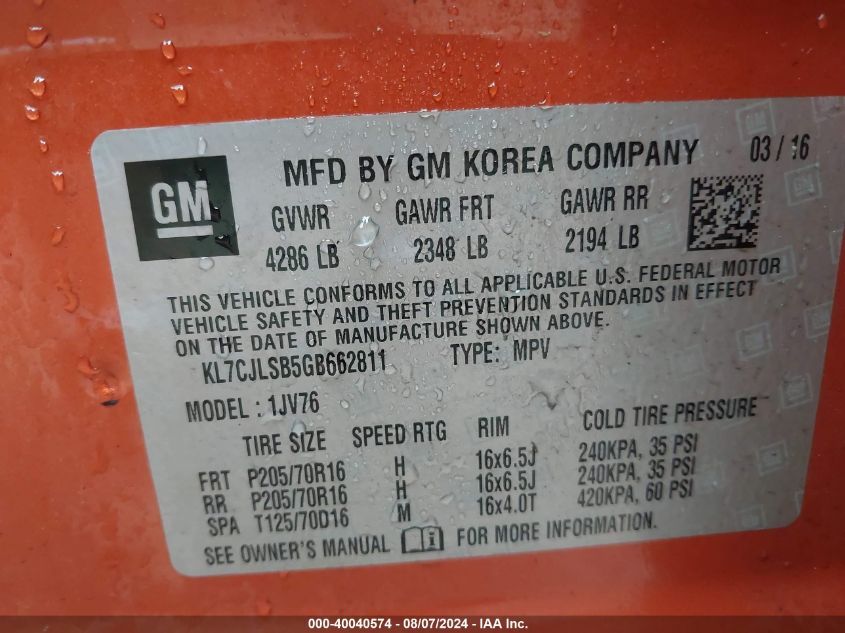 GM
MFD BY GM KOREA COMPANY 03 / 16
GVWR GAWR FRT GAWR RR
4286 LB 2348 LB 2194 LB
THIS VEHICLE CONFORMS TO ALL APPLICABLE U.S. FEDERAL MOTOR
VEHICLE SAFETY AND THEFT PREVENTION STANDARDS IN EFFECT
ON THE DATE OF MANUFACTURE SHOWN ABOVE.
KL7CJLSB5GB662811 TYPE: MPV
MODEL : 1JV76
TIRE SIZE SPEED RTG RIM COLD TIRE PRESSURE
FRT P205/70R16 H 16x6.5J 240KPA, 35 PSI
RR P205/70R16 H 16x6.5J 240KPA, 35 PSI
SPA T125/70D16 M 16x4.0T 420KPA, 60 PSI
SEE OWNER'S MANUAL FOR MORE INFORMATION.
000-40040574 — 08/07/2024 — IAA Inc.